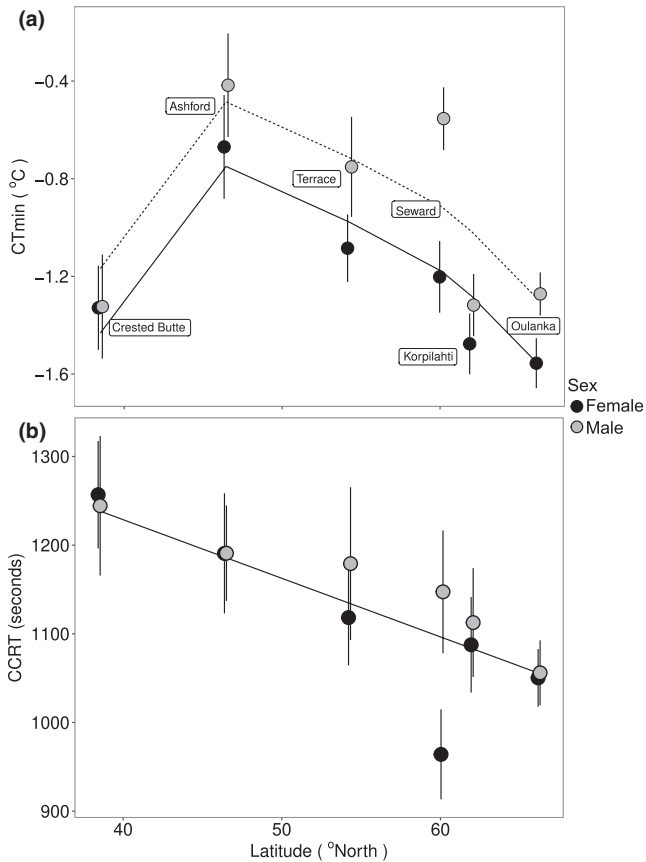 (a)
−0.4
−0.8
−1.2
−1.6
CTmin ( °C )
Ashford
Terrace
Seward
Crested Butte
Korpilahti
Oulanka
Sex
Female
Male
(b)
1300
1200
1100
1000
900
CCRT (seconds)
40
50
60
Latitude ( °North )